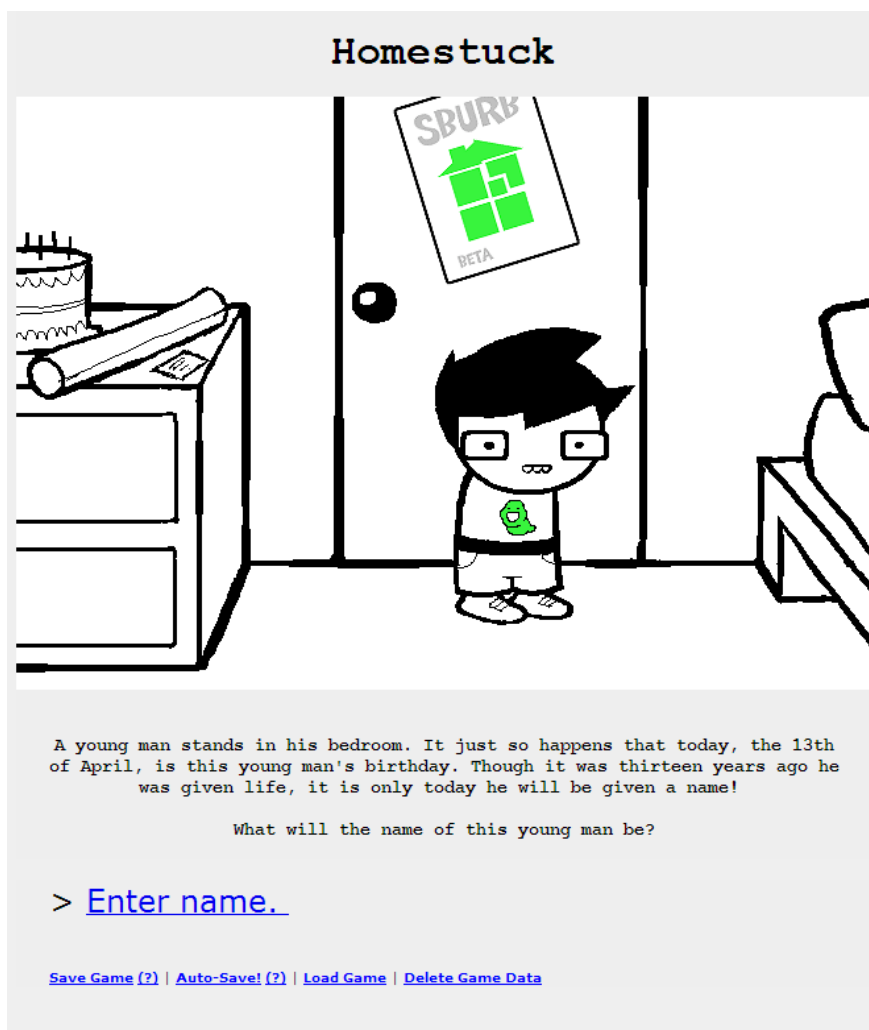 Homestuck
SBURB
BETA
A young man stands in his bedroom. It just so happens that today, the 13th
of April, is this young man's birthday. Though it was thirteen years ago he
was given life, it is only today he will be given a name!
What will the name of this young man be?
> Enter name.
Save Game (?) | Auto-Save! (?) | Load Game | Delete Game Data